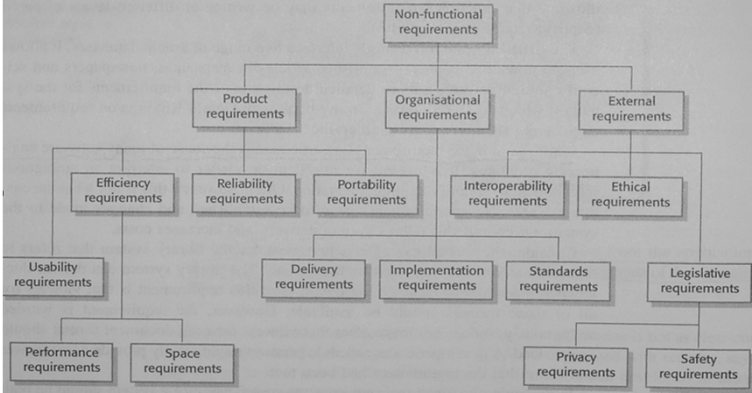 Non-functional
requirements
Product
requirements
Organisational
requirements
External
requirements
Efficiency
requirements
Reliability
requirements
Portability
requirements
Interoperability
requirements
Ethical
requirements
Usability
requirements
Delivery
requirements
Implementation
requirements
Standards
requirements
Legislative
requirements
Performance
requirements
Space
requirements
Privacy
requirements
Safety
requirements